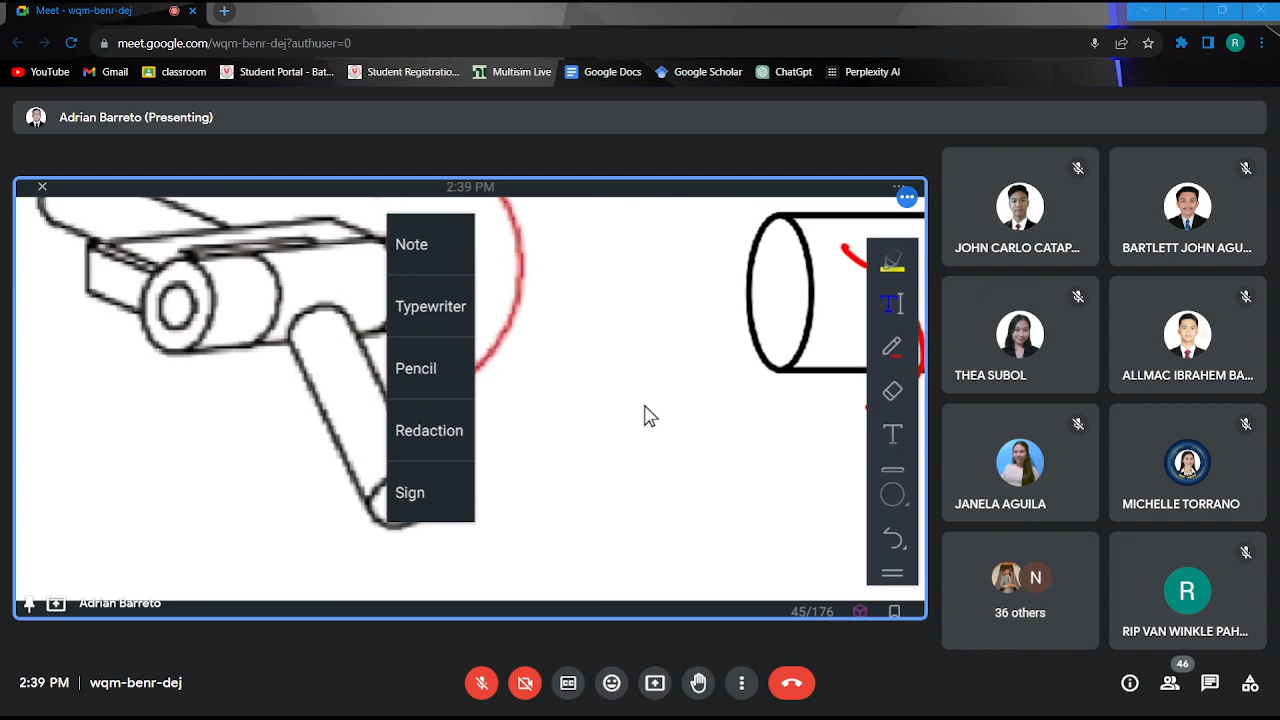 Meet - wqm-benr-dej
meet.google.com/wqm-benr-dej?authuser=0
R
YouTube
Gmail
classroom
Student Portal - Bat...
Student Registratio...
Multisim Live
Google Docs
Google Scholar
ChatGpt
Perplexity AI
Adrian Barreto (Presenting)
2:39 PM
Note
Typewriter
Pencil
Redaction
Sign
T
T
45/176
Adrian Barreto
JOHN CARLO CATAP...
BARTLETT JOHN AGU...
THEA SUBOL
ALLMAC IBRAHEM BA...
JANELA AGUILA
MICHELLE TORRANO
N
36 others
R
RIP VAN WINKLE PAH...
2:39 PM | wqm-benr-dej
46